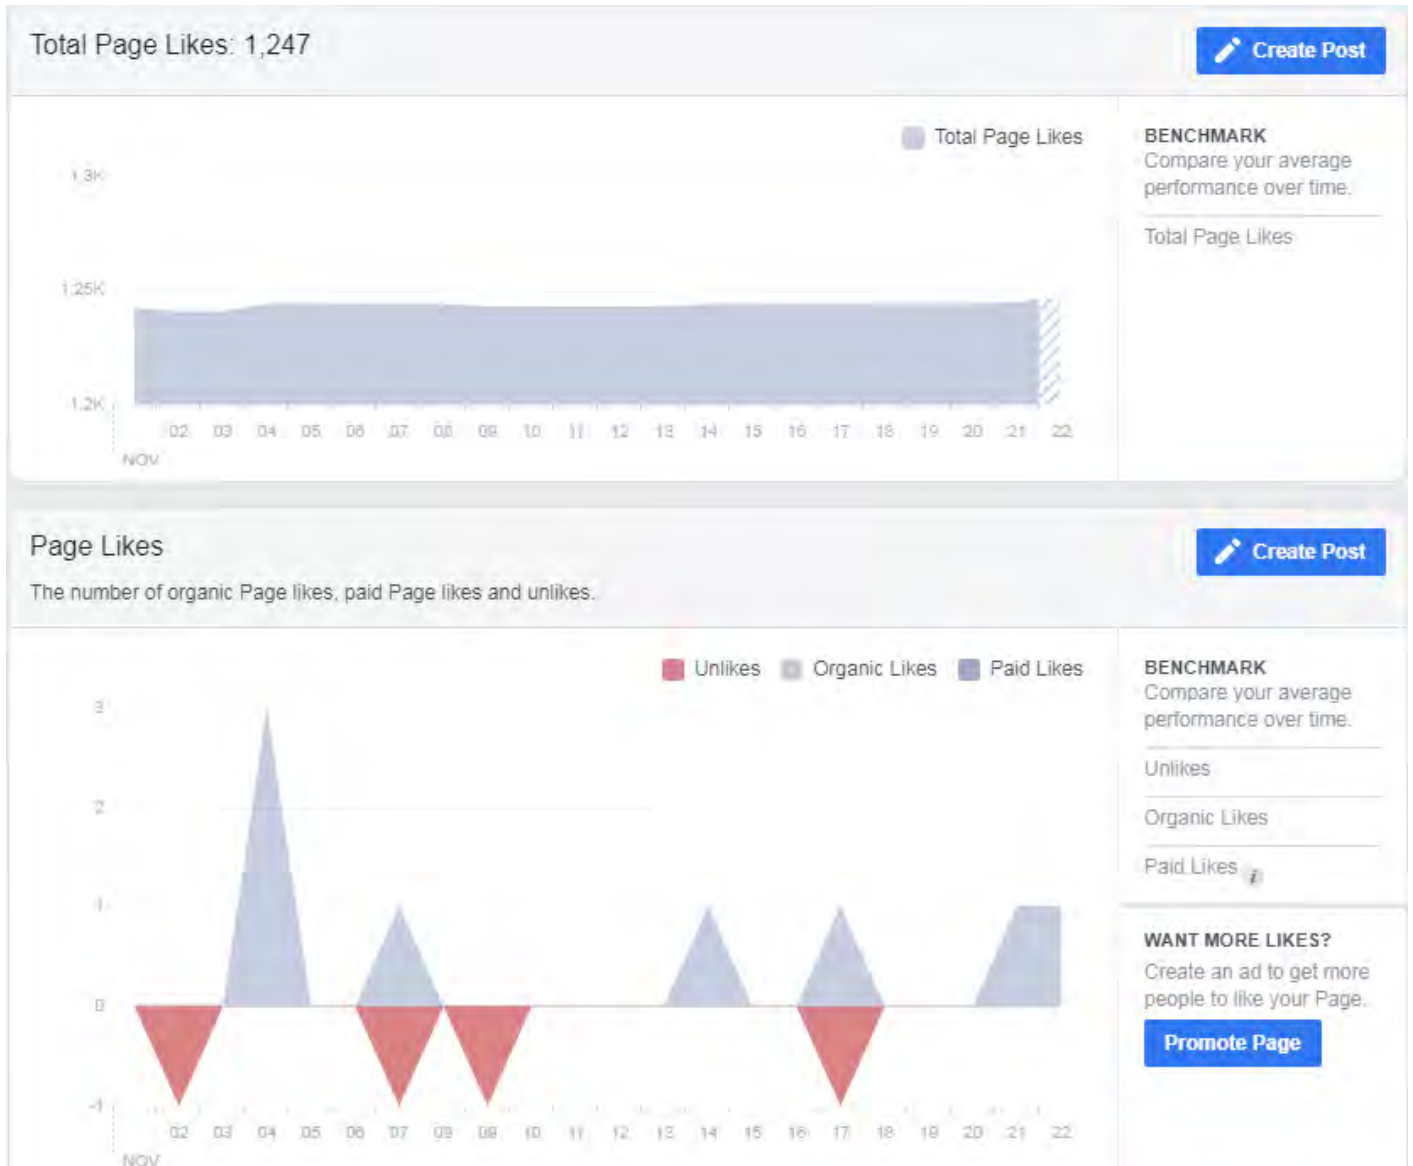 Total Page Likes: 1,247
Create Post
Total Page Likes
BENCHMARK
Compare your average
performance over time.
Total Page Likes
1.3K
1.25K
1.2K
02 03 04 05 06 07 08 09 10 11 12 13 14 15 16 17 18 19 20 21 22
NOV
Page Likes
Create Post
The number of organic Page likes, paid Page likes and unlikes.
Unlikes Organic Likes Paid Likes
BENCHMARK
Compare your average
performance over time.
Unlikes
Organic Likes
Paid Likes i
WANT MORE LIKES?
Create an ad to get more
people to like your Page.
Promote Page
3
2
1
0
-1
02 03 04 05 06 07 08 09 10 11 12 13 14 15 16 17 18 19 20 21 22
NOV